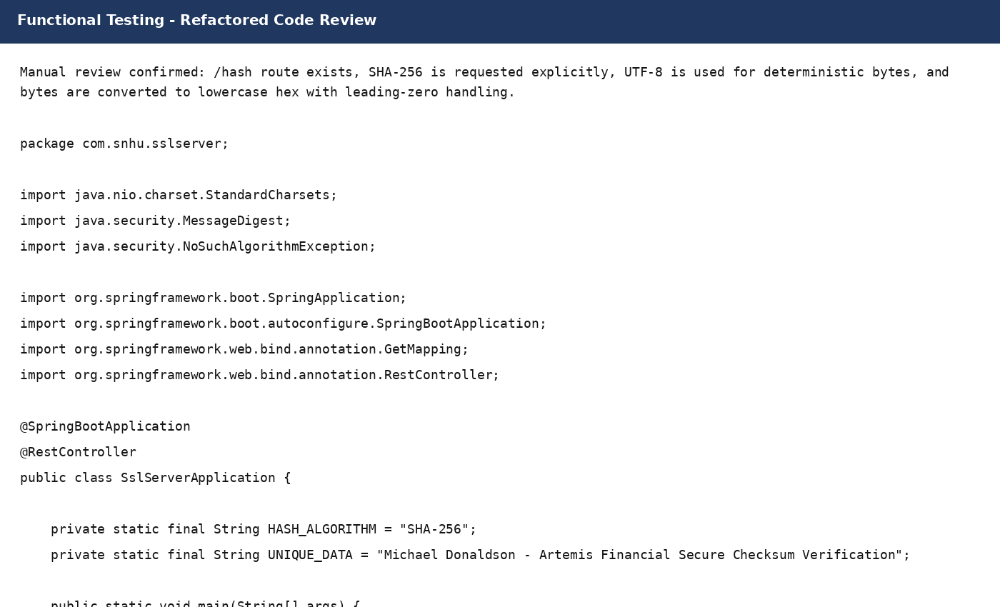 Functional Testing - Refactored Code Review
Manual review confirmed: /hash route exists, SHA-256 is requested explicitly, UTF-8 is used for deterministic bytes, and
bytes are converted to lowercase hex with leading-zero handling.
package com.snhu.sslserver;
import java.nio.charset.StandardCharsets;
import java.security.MessageDigest;
import java.security.NoSuchAlgorithmException;
import org.springframework.boot.SpringApplication;
import org.springframework.boot.autoconfigure.SpringBootApplication;
import org.springframework.web.bind.annotation.GetMapping;
import org.springframework.web.bind.annotation.RestController;
@SpringBootApplication
@RestController
public class SslServerApplication {
    private static final String HASH_ALGORITHM = "SHA-256";
    private static final String UNIQUE_DATA = "Michael Donaldson - Artemis Financial Secure Checksum Verification";
    public static void main(String[] args) {